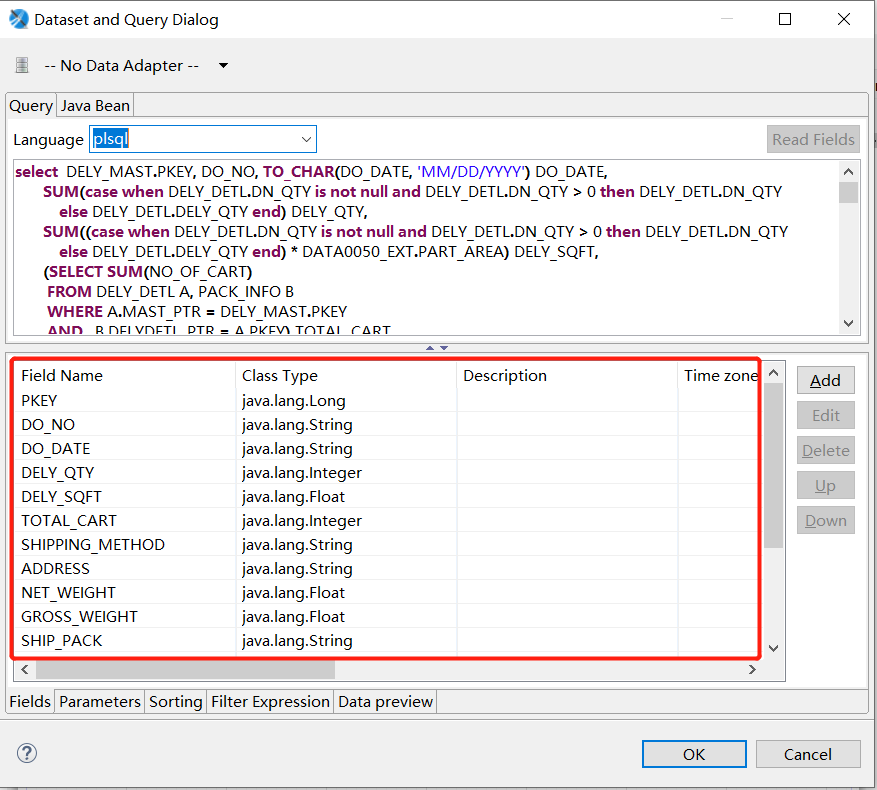 Dataset and Query Dialog
-- No Data Adapter --
Query Java Bean
Language plsql Read Fields
select DELY_MAST.PKEY, DO_NO, TO_CHAR(DO_DATE, 'MM/DD/YYYY') DO_DATE,
SUM(case when DELY_DETL.DN_QTY is not null and DELY_DETL.DN_QTY > 0 then DELY_DETL.DN_QTY
else DELY_DETL.DELY_QTY end) DELY_QTY,
SUM((case when DELY_DETL.DN_QTY is not null and DELY_DETL.DN_QTY > 0 then DELY_DETL.DN_QTY
else DELY_DETL.DELY_QTY end) * DATA0050_EXT.PART_AREA) DELY_SQFT,
(SELECT SUM(NO_OF_CART)
FROM DELY_DETL A, PACK_INFO B
WHERE A.MAST_PTR = DELY_MAST.PKEY
AND B.DELYDETL_PTR = A.PKEY) TOTAL_CART
Field Name Class Type Description Time zone
PKEY java.lang.Long
DO_NO java.lang.String
DO_DATE java.lang.String
DELY_QTY java.lang.Integer
DELY_SQFT java.lang.Float
TOTAL_CART java.lang.Integer
SHIPPING_METHOD java.lang.String
ADDRESS java.lang.String
NET_WEIGHT java.lang.Float
GROSS_WEIGHT java.lang.Float
SHIP_PACK java.lang.String
Add
Edit
Delete
Up
Down
Fields Parameters Sorting Filter Expression Data preview
OK Cancel